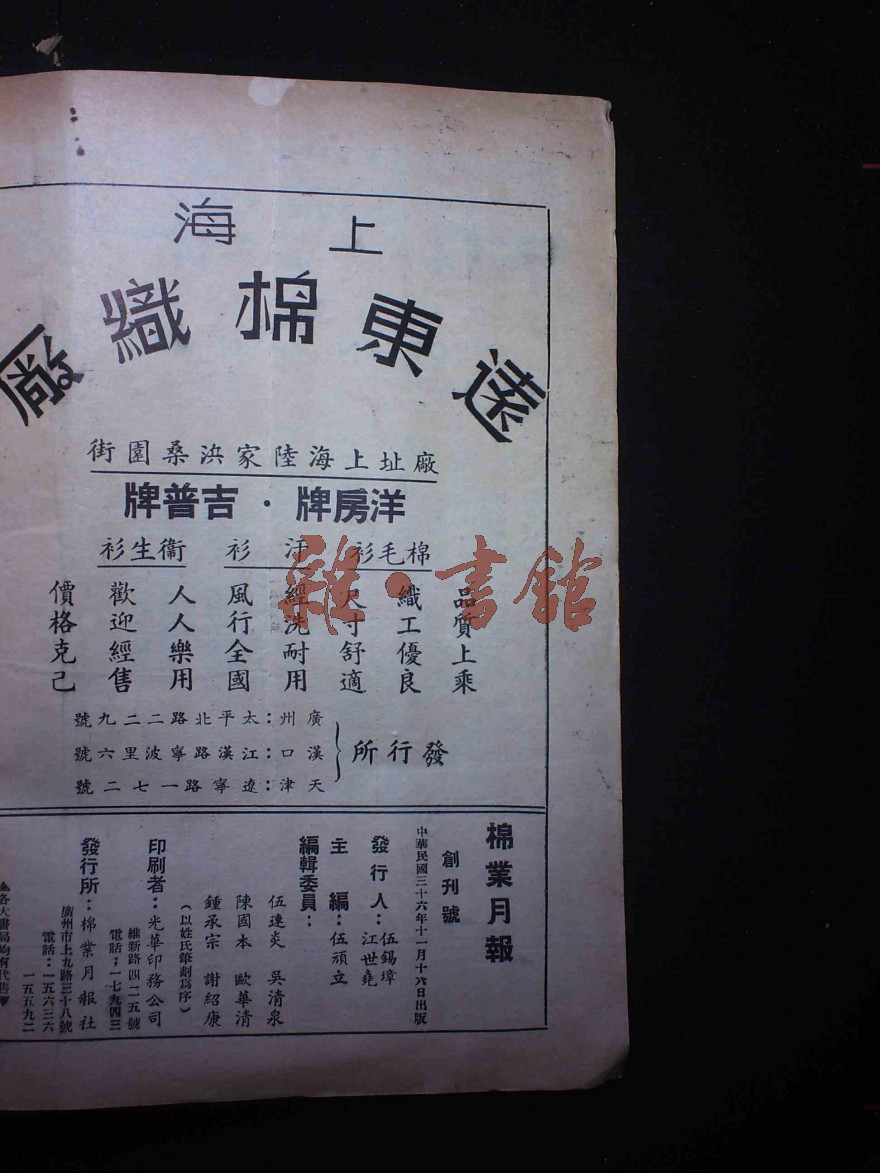 上海
遠東棉織廠
廠址上海陸家浜桑園街
洋房牌・吉普牌
棉毛衫 汗衫 衞生衫
品質上乘
織工優良
尺寸舒適
經洗耐用
風行全國
人人樂用
歡迎經售
價格克己
發行所
廣州：太平北路二二九號
漢口：江漢路寧波里六號
天津：遼寧路一七二號
棉業月報
創刊號
中華民國三十六年十一月十六日出版
發行人：伍錫璋
江世堯
主編：伍頑立
編輯委員：
伍連炎 吳清泉
陳國本 歐華清
鍾承宗 謝紹康
（以姓氏筆劃為序）
印刷者：光華印務公司
維新路四二五號
電話：一七九四三
發行所：棉業月報社
廣州市上九路三十八號
電話：一五六三六
一五五九二
各大書局均有代售
雜・書館